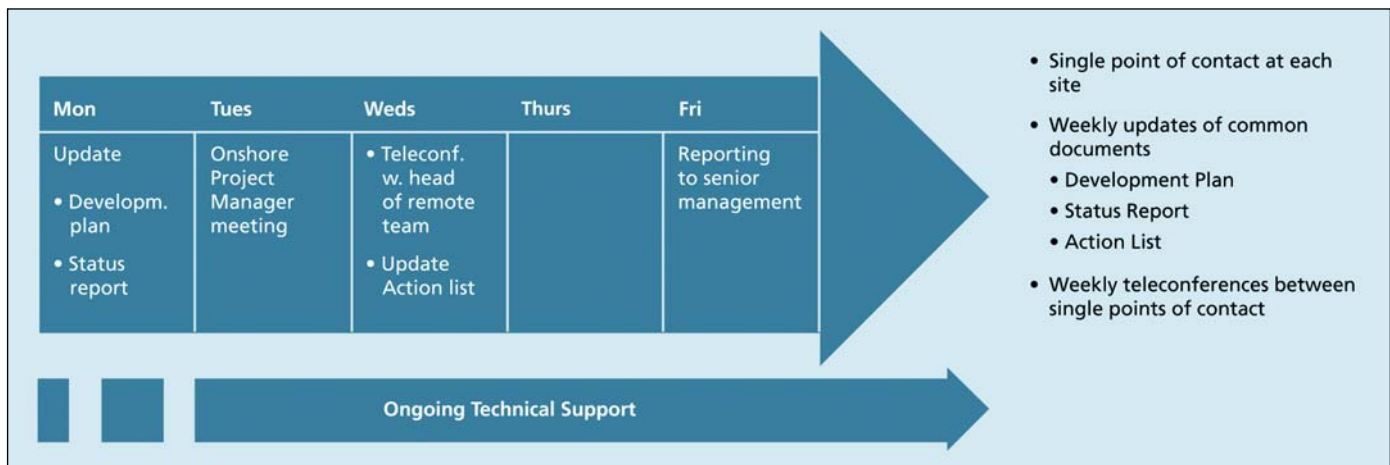 Mon
Tues
Weds
Thurs
Fri
Update
• Developm.
plan
• Status
report
Onshore
Project
Manager
meeting
• Teleconf.
w. head
of remote
team
• Update
Action list
Reporting
to senior
management
Ongoing Technical Support
• Single point of contact at each
site
• Weekly updates of common
documents
• Development Plan
• Status Report
• Action List
• Weekly teleconferences between
single points of contact